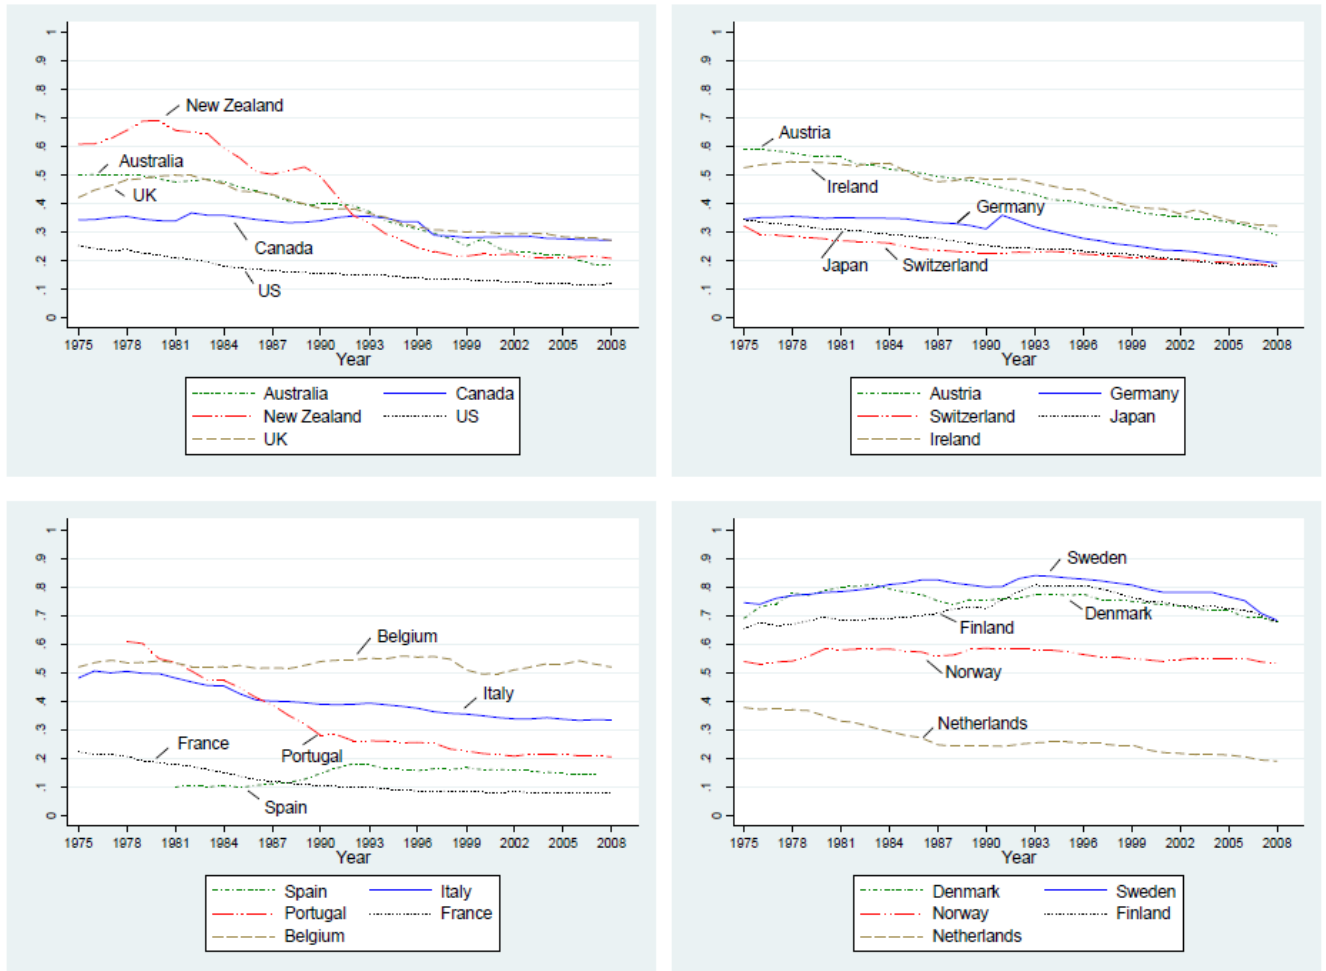 1
.9
.8
.7
.6
.5
.4
.3
.2
.1
0
New Zealand
Australia
UK
Canada
US
1975 1978 1981 1984 1987 1990 1993 1996 1999 2002 2005 2008
Year
Australia Canada
New Zealand US
UK
1
.9
.8
.7
.6
.5
.4
.3
.2
.1
0
Austria
Ireland
Germany
Japan Switzerland
1975 1978 1981 1984 1987 1990 1993 1996 1999 2002 2005 2008
Year
Austria Germany
Switzerland Japan
Ireland
1
.9
.8
.7
.6
.5
.4
.3
.2
.1
0
Belgium
Italy
France
Portugal
Spain
1975 1978 1981 1984 1987 1990 1993 1996 1999 2002 2005 2008
Year
Spain Italy
Portugal France
Belgium
1
.9
.8
.7
.6
.5
.4
.3
.2
.1
0
Sweden
Denmark
Finland
Norway
Netherlands
1975 1978 1981 1984 1987 1990 1993 1996 1999 2002 2005 2008
Year
Denmark Sweden
Norway Finland
Netherlands